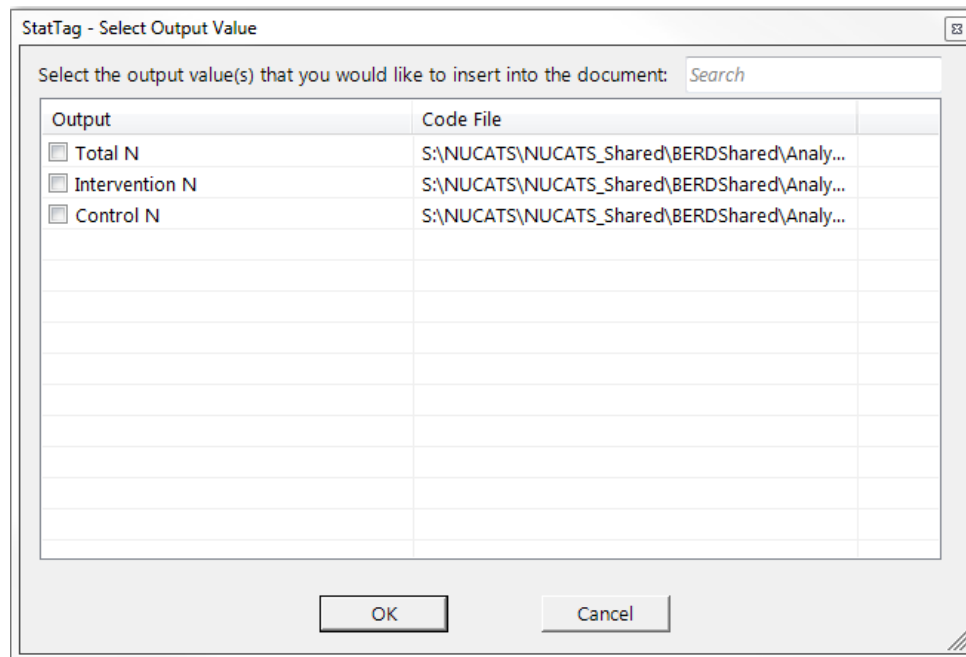 StatTag - Select Output Value
Select the output value(s) that you would like to insert into the document: Search
Output Code File
Total N S:\NUCATS\NUCATS_Shared\BERDShared\Analy...
Intervention N S:\NUCATS\NUCATS_Shared\BERDShared\Analy...
Control N S:\NUCATS\NUCATS_Shared\BERDShared\Analy...
OK Cancel